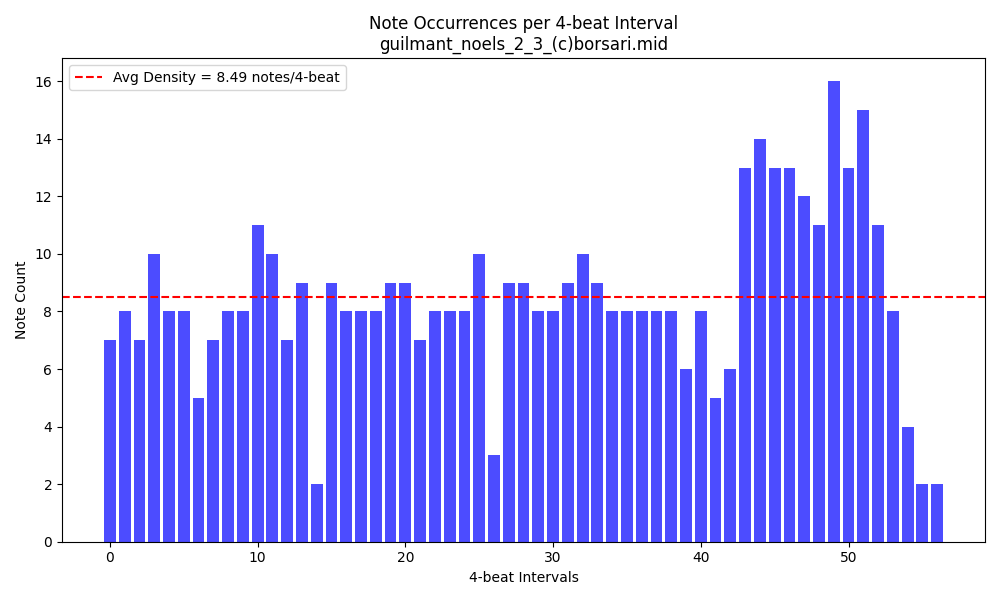 Note Occurrences per 4-beat Interval
guilmant_noels_2_3_(c)borsari.mid
Avg Density = 8.49 notes/4-beat
Note Count
16
14
12
10
8
6
4
2
0
0 10 20 30 40 50
4-beat Intervals